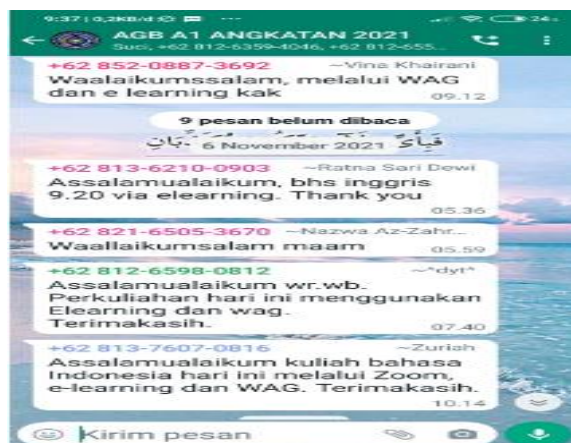 9:37 | 0,2KB/d
24
AGB A1 ANGKATAN 2021
Suci, +62 812-6359-4046, +62 812-655...
+62 852-0887-3692 ~Vina Khairani
Waalaikumssalam, melalui WAG
dan e learning kak
09.12
9 pesan belum dibaca
6 November 2021
+62 813-6210-0903 ~Ratna Sari Dewi
Assalamualaikum, bhs inggris
9.20 via elearning. Thank you
05.36
+62 821-6505-3670 ~Nazwa Az-Zahr...
Waallaikumsalam maam
05.59
+62 812-6598-0812 ~*dyt*
Assalamualaikum wr.wb.
Perkuliahan hari ini menggunakan
Elearning dan wag.
Terimakasih.
07.40
+62 813-7607-0816 ~Zuriah
Assalamualaikum kuliah bahasa
Indonesia hari ini melalui Zoom,
e-learning dan WAG. Terimakasih.
10.14
Kirim pesan